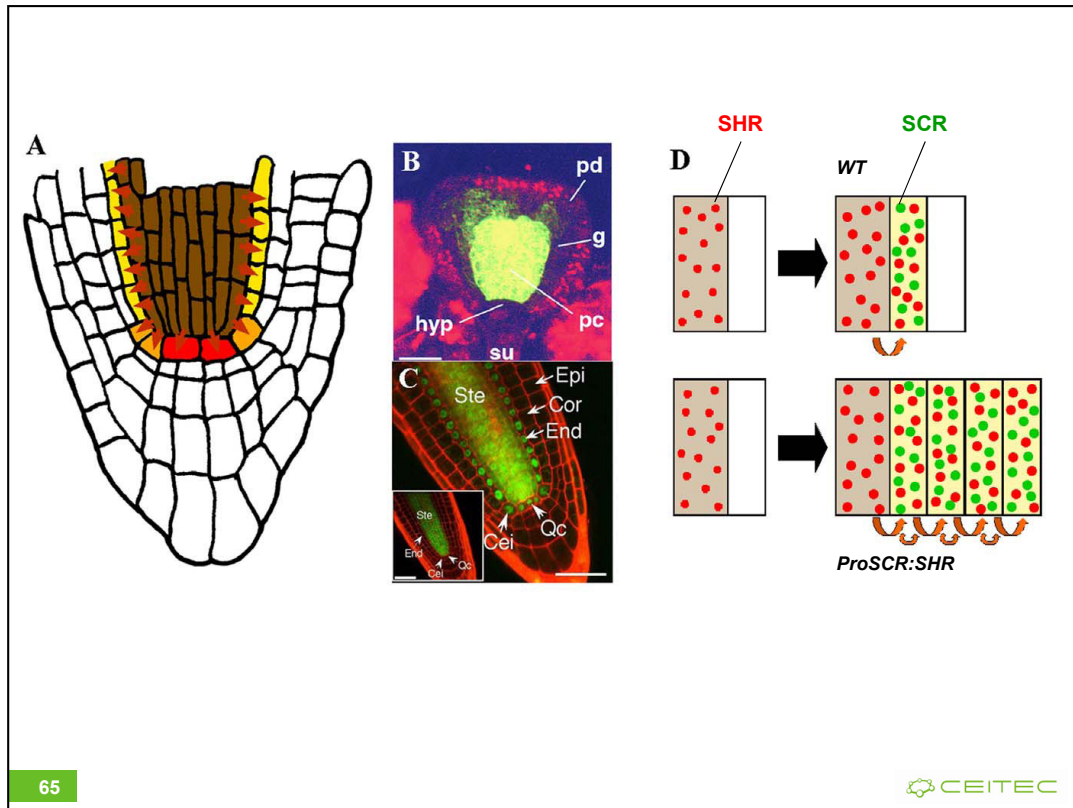 A
B
pd
g
hyp
pc
su
C
Epi
Cor
End
Ste
Cei
Qc
Ste
End
Cei
Qc
SHR
SCR
D
WT
ProSCR:SHR
65
CEITEC